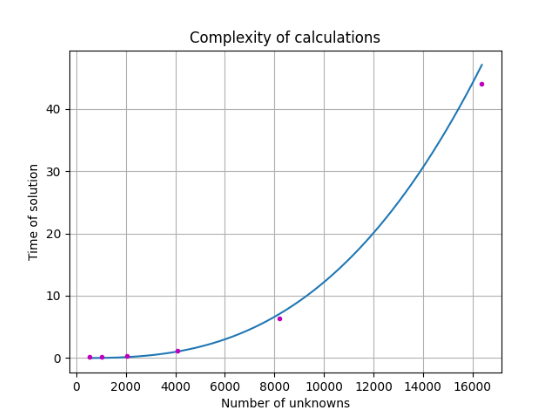 Complexity of calculations
40
30
20
10
0
Time of solution
0 2000 4000 6000 8000 10000 12000 14000 16000
Number of unknowns